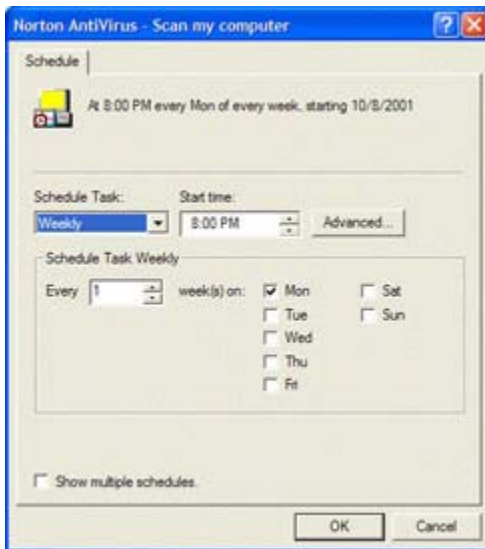 Norton AntiVirus - Scan my computer
Schedule
At 8:00 PM every Mon of every week, starting 10/8/2001
Schedule Task: Start time:
Weekly 8:00 PM Advanced...
Schedule Task Weekly
Every 1 week(s) on: Mon Sat
Tue Sun
Wed
Thu
Fri
Show multiple schedules.
OK Cancel